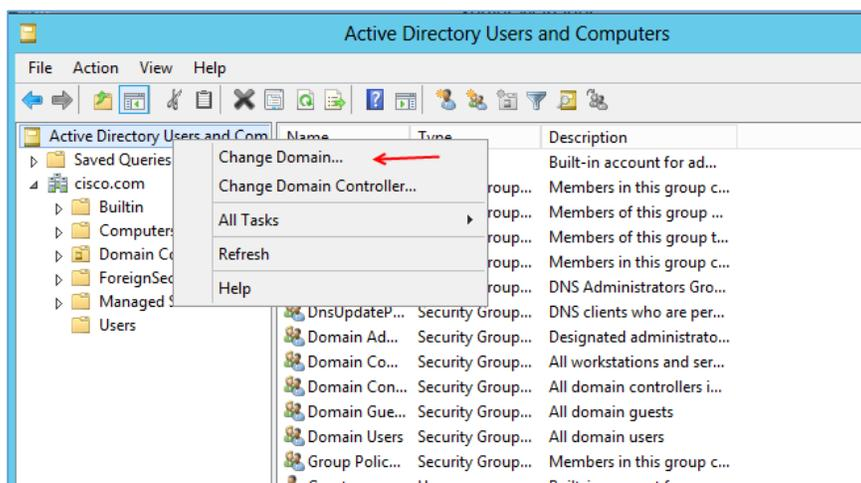 Active Directory Users and Computers
File Action View Help
Active Directory Users and Com
Name Type Description
Saved Queries
Change Domain...
Built-in account for ad...
cisco.com
Change Domain Controller...
roup... Members in this group c...
Builtin
roup... Members of this group ...
Computers
All Tasks
roup... Members of this group t...
Domain Co
Refresh
roup... Members in this group c...
ForeignSec
Help
roup... DNS Administrators Gro...
Managed S
DnsUpdateP... Security Group... DNS clients who are per...
Users
Domain Ad... Security Group... Designated administrato...
Domain Co... Security Group... All workstations and ser...
Domain Con... Security Group... All domain controllers i...
Domain Gue... Security Group... All domain guests
Domain Users Security Group... All domain users
Group Polic... Security Group... Members in this group c...